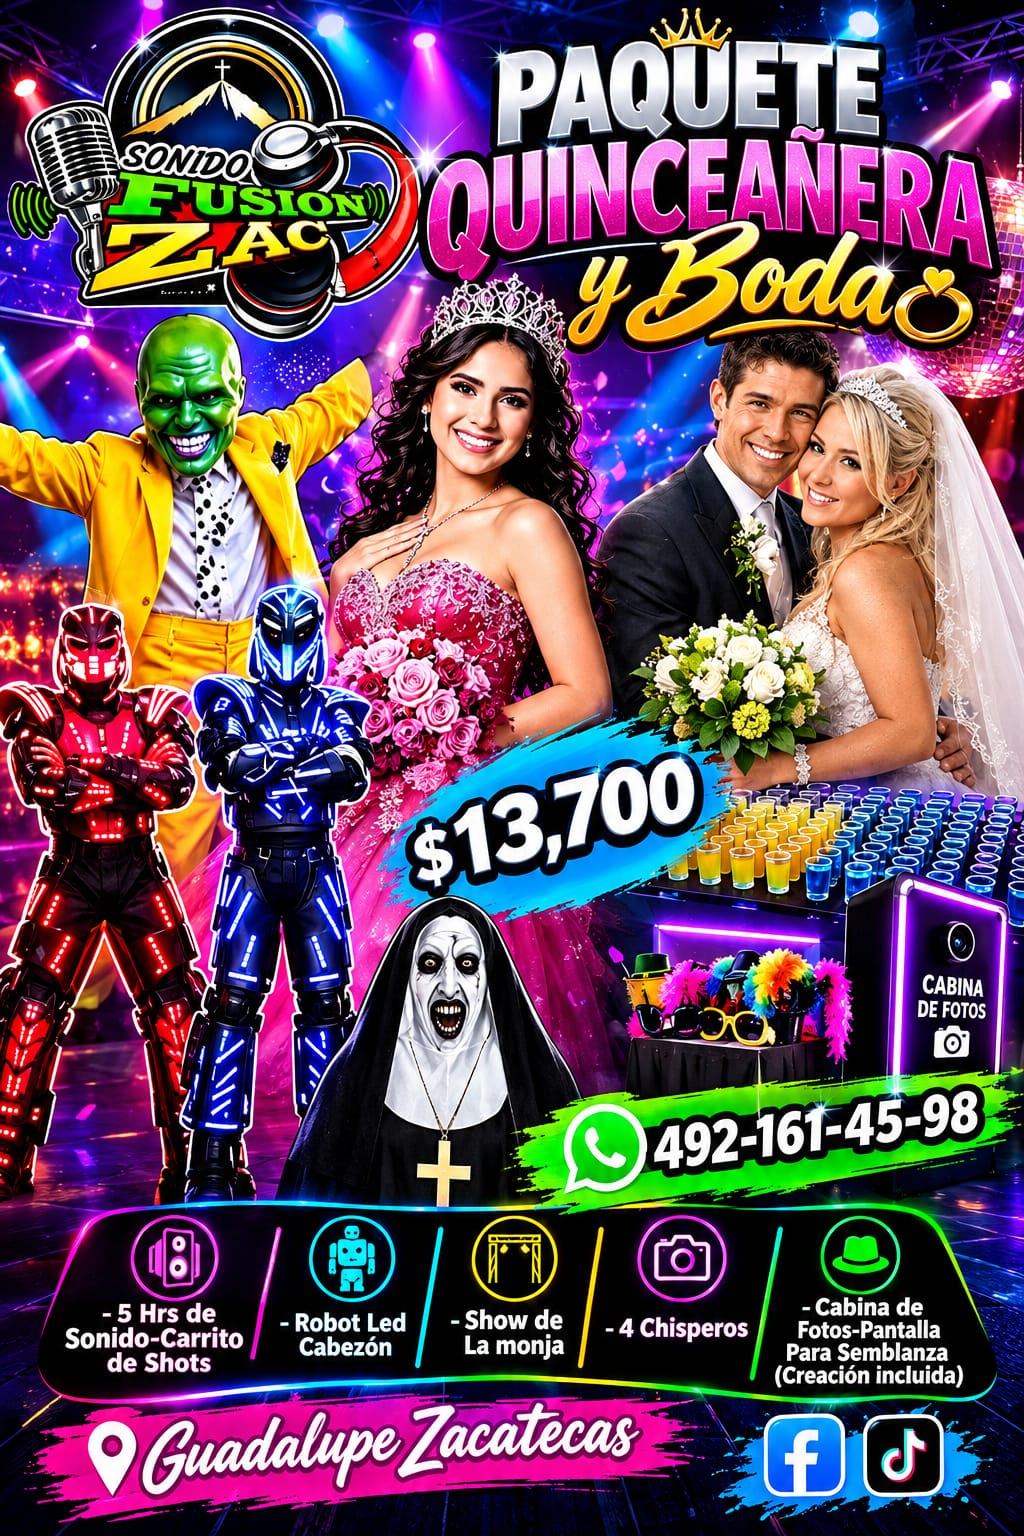 SONIDO
FUSION
ZAC
PAQUETE
QUINCEAÑERA
y Boda
$13,700
CABINA
DE FOTOS
492-161-45-98
- 5 Hrs de
Sonido-Carrito
de Shots
- Robot Led
Cabezón
- Show de
La monja
- 4 Chisperos
- Cabina de
Fotos-Pantalla
Para Semblanza
(Creación incluida)
Guadalupe Zacatecas